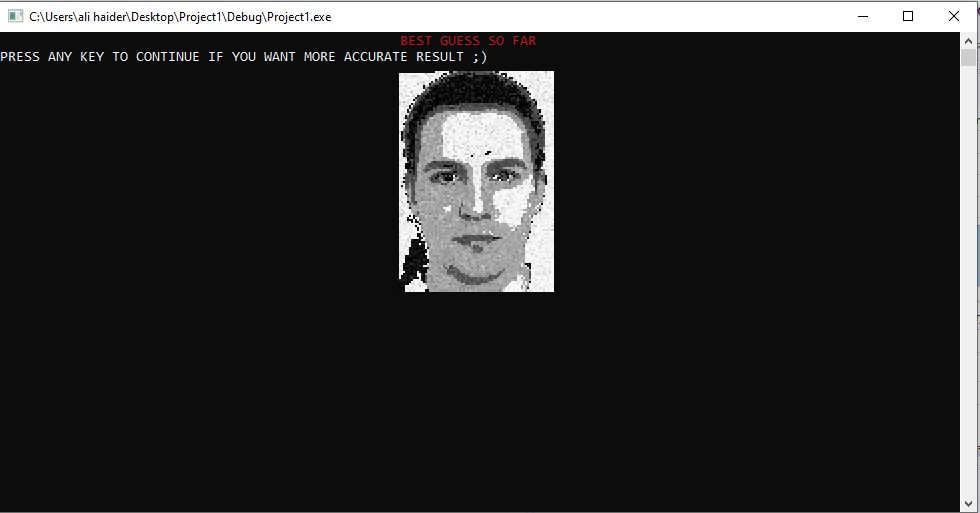 C:\Users\ali haider\Desktop\Project1\Debug\Project1.exe
BEST GUESS SO FAR
PRESS ANY KEY TO CONTINUE IF YOU WANT MORE ACCURATE RESULT ;)